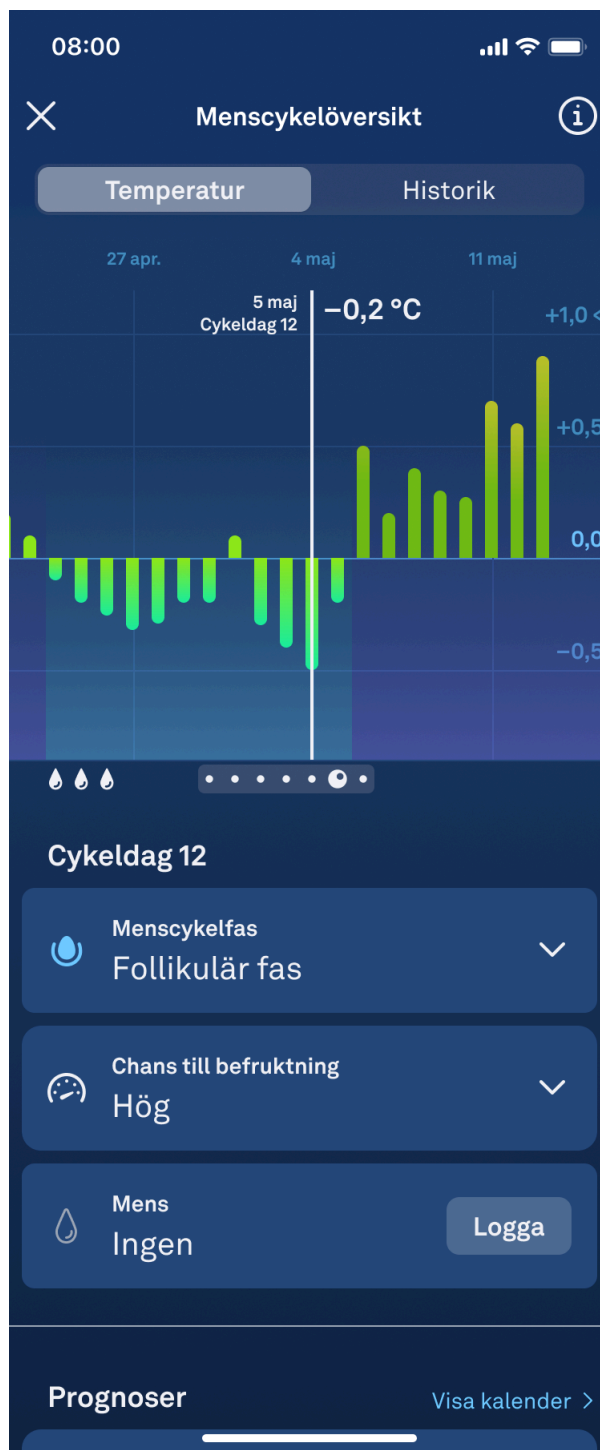 08:00
Menscykelöversikt
Temperatur
Historik
27 apr.
4 maj
11 maj
5 maj
Cykeldag 12
−0,2 °C
+1,0 <
+0,5
0,0
−0,5
Cykeldag 12
Menscykelfas
Follikulär fas
Chans till befruktning
Hög
Mens
Ingen
Logga
Prognoser
Visa kalender >